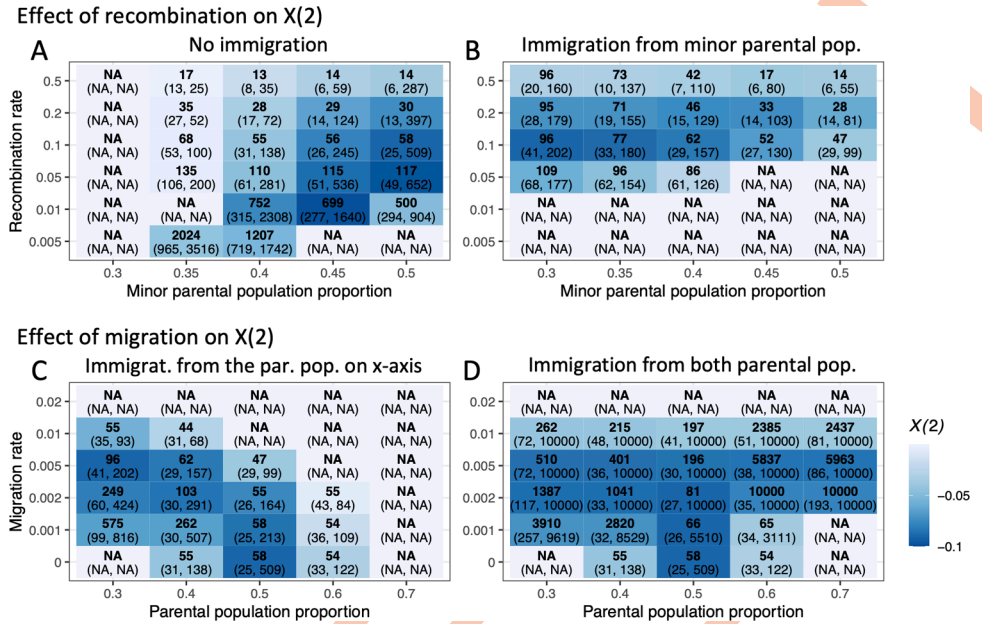 Effect of recombination on X(2)
A
No immigration
Recombination rate
0.5
NA 17 13 14 14
(NA, NA) (13, 25) (8, 35) (6, 59) (6, 287)
0.2
NA 35 28 29 30
(NA, NA) (27, 52) (17, 72) (14, 124) (13, 397)
0.1
NA 68 55 56 58
(NA, NA) (53, 100) (31, 138) (26, 245) (25, 509)
0.05
NA 135 110 115 117
(NA, NA) (106, 200) (61, 281) (51, 536) (49, 652)
0.01
NA NA 752 699 500
(NA, NA) (NA, NA) (315, 2308) (277, 1640) (294, 904)
0.005
NA 2024 1207 NA NA
(NA, NA) (965, 3516) (719, 1742) (NA, NA) (NA, NA)
0.3 0.35 0.4 0.45 0.5
Minor parental population proportion
B
Immigration from minor parental pop.
0.5
96 73 42 17 14
(20, 160) (10, 137) (7, 110) (6, 80) (6, 55)
0.2
95 71 46 33 28
(28, 179) (19, 155) (15, 129) (14, 103) (14, 81)
0.1
96 77 62 52 47
(41, 202) (33, 180) (29, 157) (27, 130) (29, 99)
0.05
109 96 86 NA NA
(68, 177) (62, 154) (61, 126) (NA, NA) (NA, NA)
0.01
NA NA NA NA NA
(NA, NA) (NA, NA) (NA, NA) (NA, NA) (NA, NA)
0.005
NA NA NA NA NA
(NA, NA) (NA, NA) (NA, NA) (NA, NA) (NA, NA)
0.3 0.35 0.4 0.45 0.5
Minor parental population proportion
Effect of migration on X(2)
C
Immigrat. from the par. pop. on x-axis
Migration rate
0.02
NA NA NA NA NA
(NA, NA) (NA, NA) (NA, NA) (NA, NA) (NA, NA)
0.01
55 44 NA NA NA
(35, 93) (31, 68) (NA, NA) (NA, NA) (NA, NA)
0.005
96 62 47 NA NA
(41, 202) (29, 157) (29, 99) (NA, NA) (NA, NA)
0.002
249 103 55 55 NA
(60, 424) (30, 291) (26, 164) (43, 84) (NA, NA)
0.001
575 262 58 54 NA
(99, 816) (30, 507) (25, 213) (36, 109) (NA, NA)
0
NA 55 58 54 NA
(NA, NA) (31, 138) (25, 509) (33, 122) (NA, NA)
0.3 0.4 0.5 0.6 0.7
Parental population proportion
D
Immigration from both parental pop.
0.02
NA NA NA NA NA
(NA, NA) (NA, NA) (NA, NA) (NA, NA) (NA, NA)
0.01
262 215 197 2385 2437
(72, 10000) (48, 10000) (41, 10000) (51, 10000) (81, 10000)
0.005
510 401 196 5837 5963
(72, 10000) (36, 10000) (30, 10000) (38, 10000) (86, 10000)
0.002
1387 1041 81 10000 10000
(117, 10000) (33, 10000) (27, 10000) (35, 10000) (193, 10000)
0.001
3910 2820 66 65 NA
(257, 9619) (32, 8529) (26, 5510) (34, 3111) (NA, NA)
0
NA 55 58 54 NA
(NA, NA) (31, 138) (25, 509) (33, 122) (NA, NA)
0.3 0.4 0.5 0.6 0.7
Parental population proportion
X(2)
−0.05
−0.1